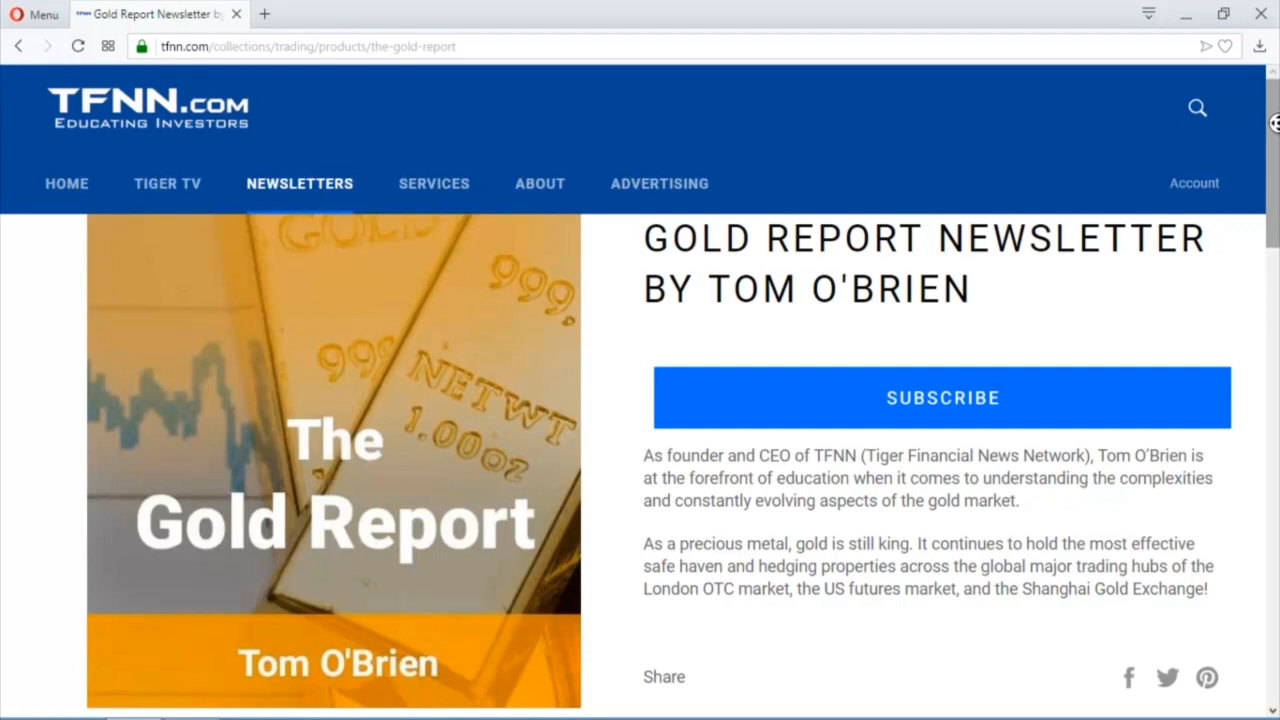 Menu
TFNN Gold Report Newsletter b
tfnn.com/collections/trading/products/the-gold-report
TFNN.COM
EDUCATING INVESTORS
HOME TIGER TV NEWSLETTERS SERVICES ABOUT ADVERTISING Account
GOLD
999,
999
NETWT
1.00oz
The
Gold Report
Tom O'Brien
GOLD REPORT NEWSLETTER
BY TOM O'BRIEN
SUBSCRIBE
As founder and CEO of TFNN (Tiger Financial News Network), Tom O'Brien is
at the forefront of education when it comes to understanding the complexities
and constantly evolving aspects of the gold market.
As a precious metal, gold is still king. It continues to hold the most effective
safe haven and hedging properties across the global major trading hubs of the
London OTC market, the US futures market, and the Shanghai Gold Exchange!
Share